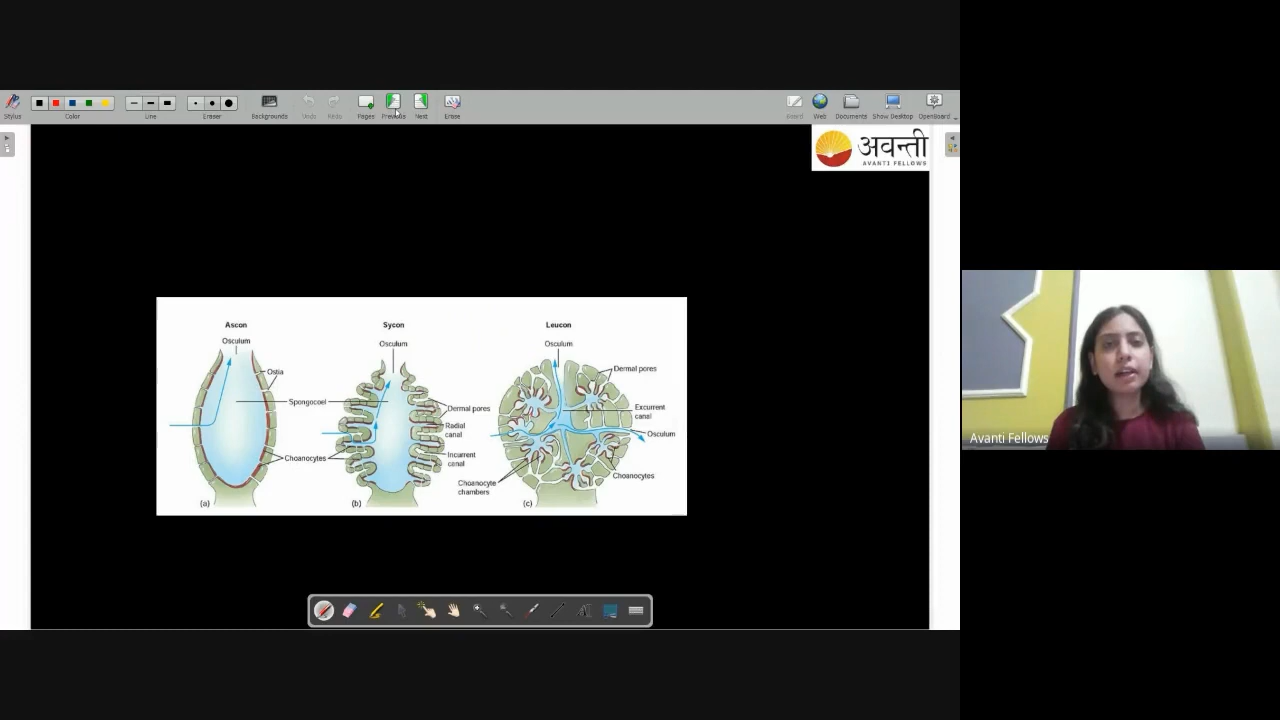 Stylus
Color
Line
Eraser
Backgrounds
Undo
Redo
Pages
Previous
Next
Erase
Board
Web
Documents
Show Desktop
OpenBoard
अवन्ती
AVANTI FELLOWS
Ascon
Osculum
Ostia
Spongocoel
Choanocytes
(a)
Sycon
Osculum
Dermal pores
Radial
canal
Incurrent
canal
(b)
Leucon
Osculum
Dermal pores
Excurrent
canal
Osculum
Choanocytes
Choanocyte
chambers
(c)
Avanti Fellows